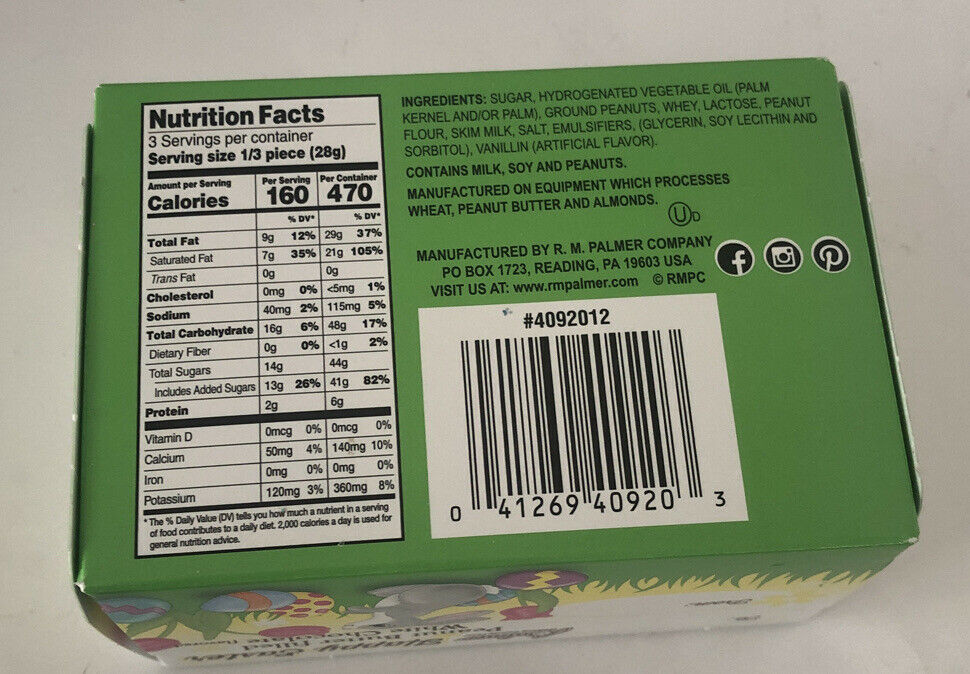 Nutrition Facts
3 Servings per container
Serving size 1/3 piece (28g)
Amount per Serving Per Serving Per Container
Calories 160 470
% DV* % DV*
Total Fat 9g 12% 29g 37%
Saturated Fat 7g 35% 21g 105%
Trans Fat 0g 0g
Cholesterol 0mg 0% <5mg 1%
Sodium 40mg 2% 115mg 5%
Total Carbohydrate 16g 6% 48g 17%
Dietary Fiber 0g 0% <1g 2%
Total Sugars 14g 44g
Includes Added Sugars 13g 26% 41g 82%
Protein 2g 6g
Vitamin D 0mcg 0% 0mcg 0%
Calcium 50mg 4% 140mg 10%
Iron 0mg 0% 0mg 0%
Potassium 120mg 3% 360mg 8%
* The % Daily Value (DV) tells you how much a nutrient in a serving
of food contributes to a daily diet. 2,000 calories a day is used for
general nutrition advice.
INGREDIENTS: SUGAR, HYDROGENATED VEGETABLE OIL (PALM
KERNEL AND/OR PALM), GROUND PEANUTS, WHEY, LACTOSE, PEANUT
FLOUR, SKIM MILK, SALT, EMULSIFIERS, (GLYCERIN, SOY LECITHIN AND
SORBITOL), VANILLIN (ARTIFICIAL FLAVOR).
CONTAINS MILK, SOY AND PEANUTS.
MANUFACTURED ON EQUIPMENT WHICH PROCESSES
WHEAT, PEANUT BUTTER AND ALMONDS.
U D
MANUFACTURED BY R. M. PALMER COMPANY
PO BOX 1723, READING, PA 19603 USA
VISIT US AT: www.rmpalmer.com © RMPC
#4092012
0 41269 40920 3
Happy Easter
Peanut Butter filled
White Chocolate flavored